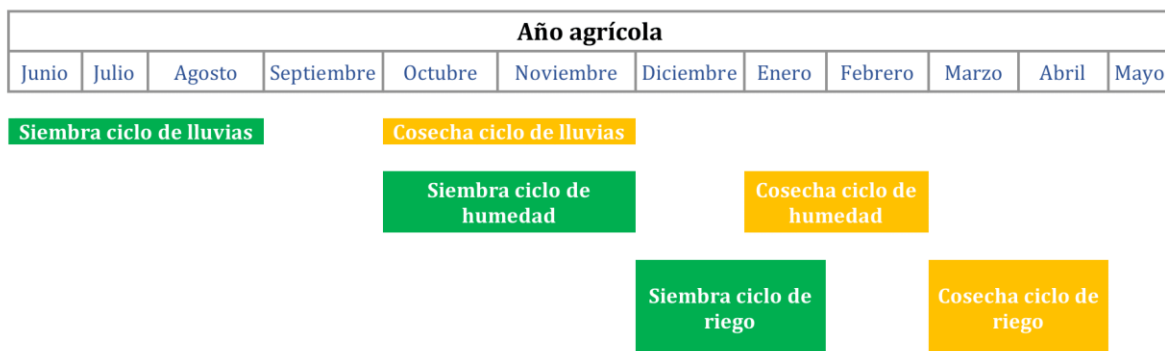 Año agrícola
Junio Julio Agosto Septiembre Octubre Noviembre Diciembre Enero Febrero Marzo Abril Mayo
Siembra ciclo de lluvias Cosecha ciclo de lluvias
Siembra ciclo de
humedad
Cosecha ciclo de
humedad
Siembra ciclo de
riego
Cosecha ciclo de
riego